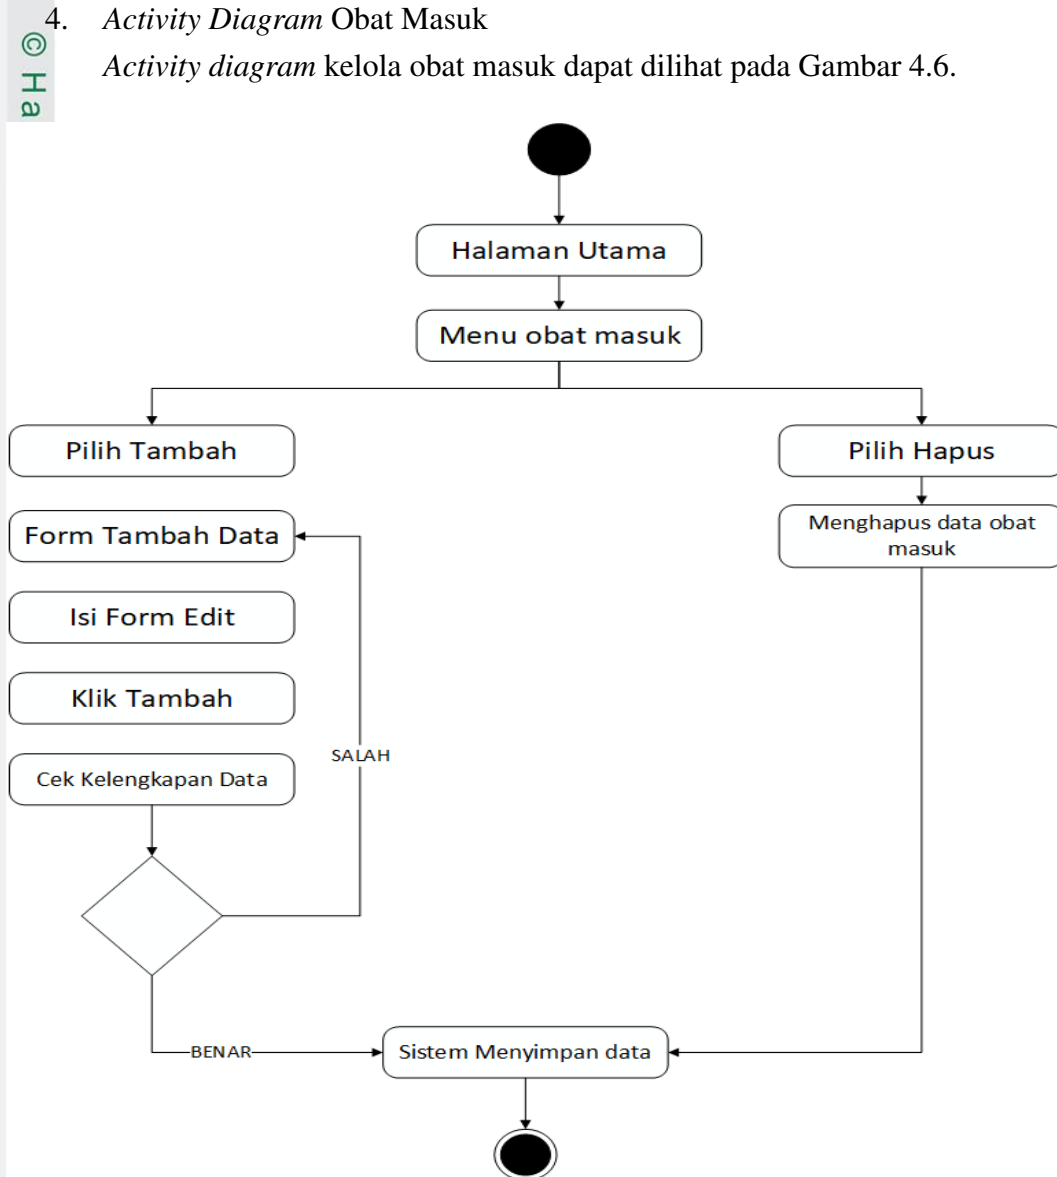 4. Activity Diagram Obat Masuk
Activity diagram kelola obat masuk dapat dilihat pada Gambar 4.6.
© Ha
Halaman Utama
Menu obat masuk
Pilih Tambah
Pilih Hapus
Form Tambah Data
Menghapus data obat
masuk
Isi Form Edit
Klik Tambah
SALAH
Cek Kelengkapan Data
BENAR
Sistem Menyimpan data